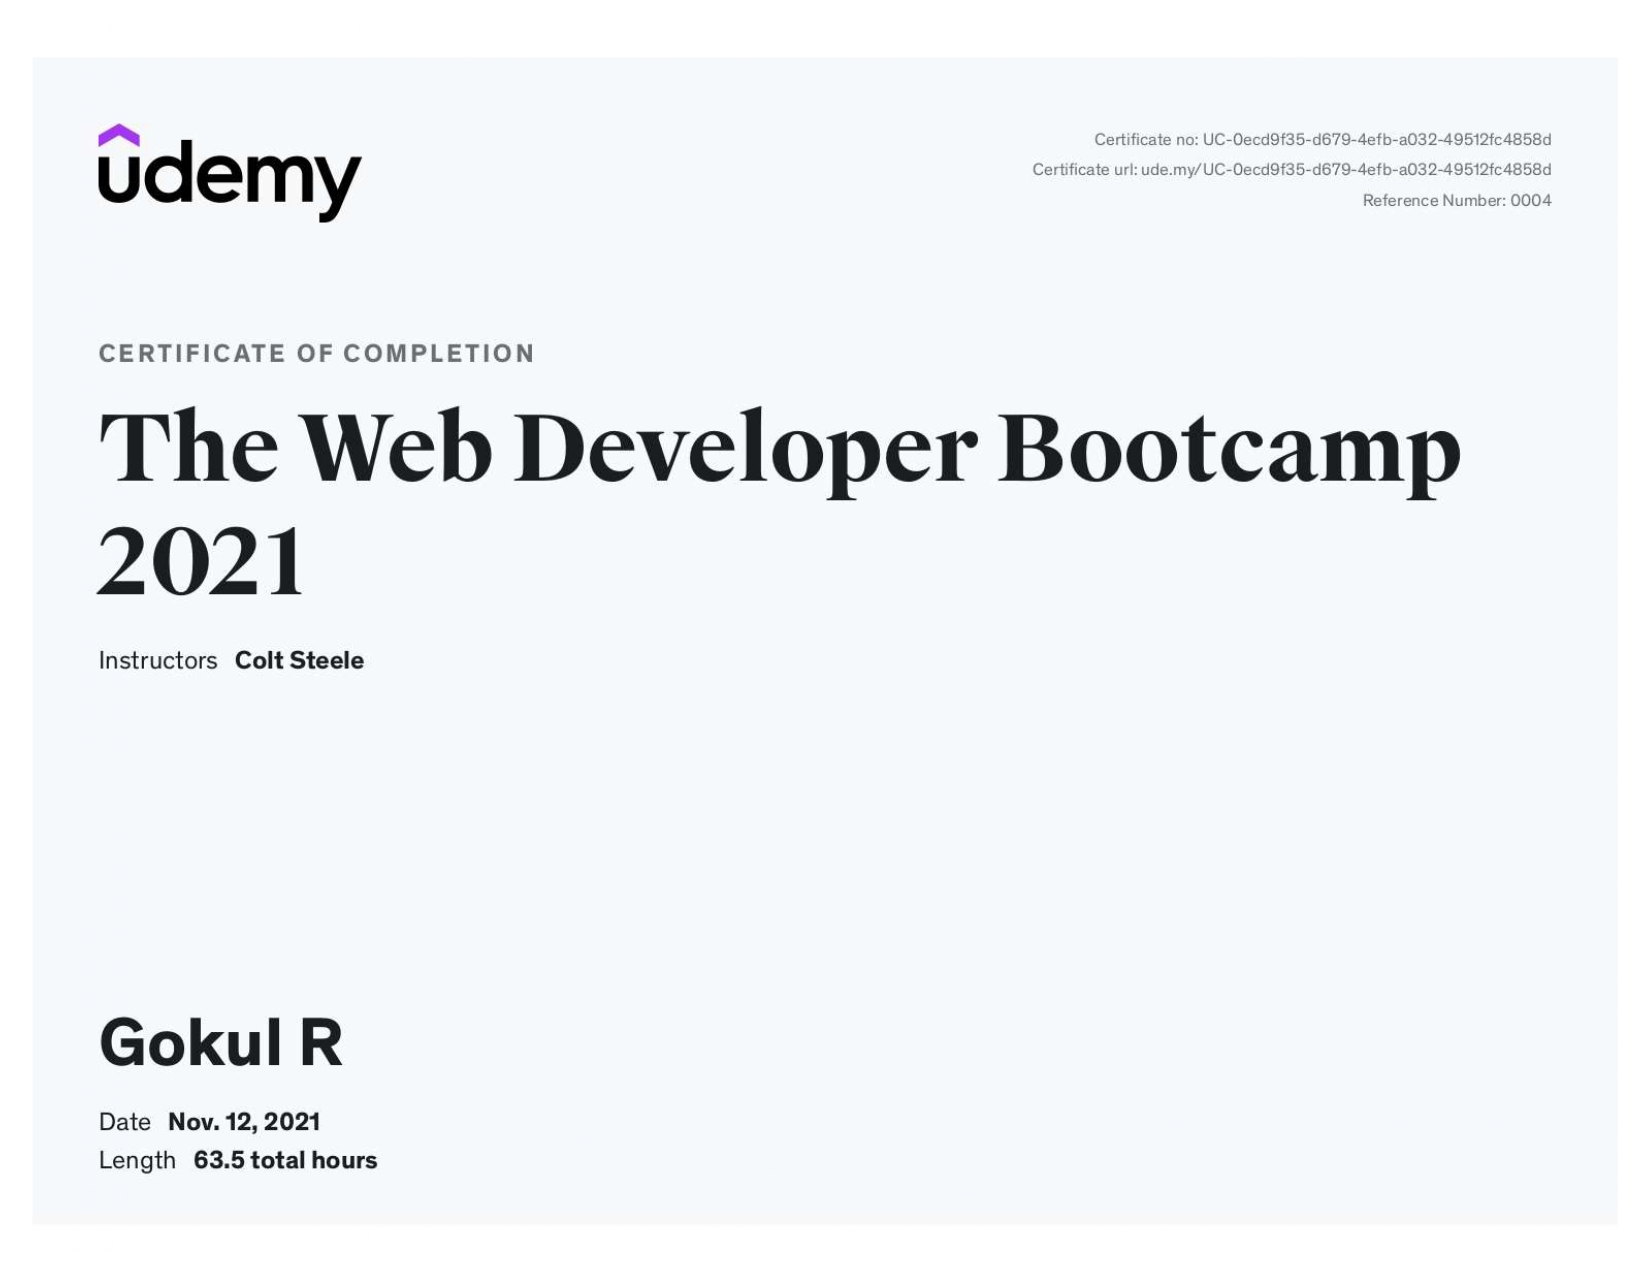 udemy
Certificate no: UC-0ecd9f35-d679-4efb-a032-49512fc4858d
Certificate url: ude.my/UC-0ecd9f35-d679-4efb-a032-49512fc4858d
Reference Number: 0004
CERTIFICATE OF COMPLETION
The Web Developer Bootcamp
2021
Instructors Colt Steele
Gokul R
Date Nov. 12, 2021
Length 63.5 total hours